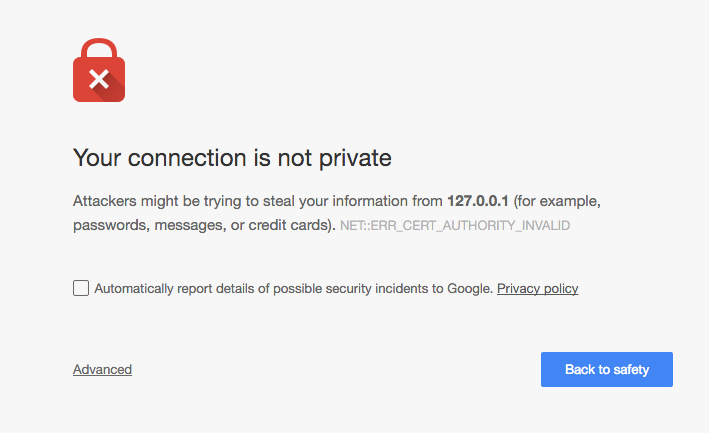 Your connection is not private
Attackers might be trying to steal your information from 127.0.0.1 (for example,
passwords, messages, or credit cards). NET::ERR_CERT_AUTHORITY_INVALID
Automatically report details of possible security incidents to Google. Privacy policy
Advanced
Back to safety